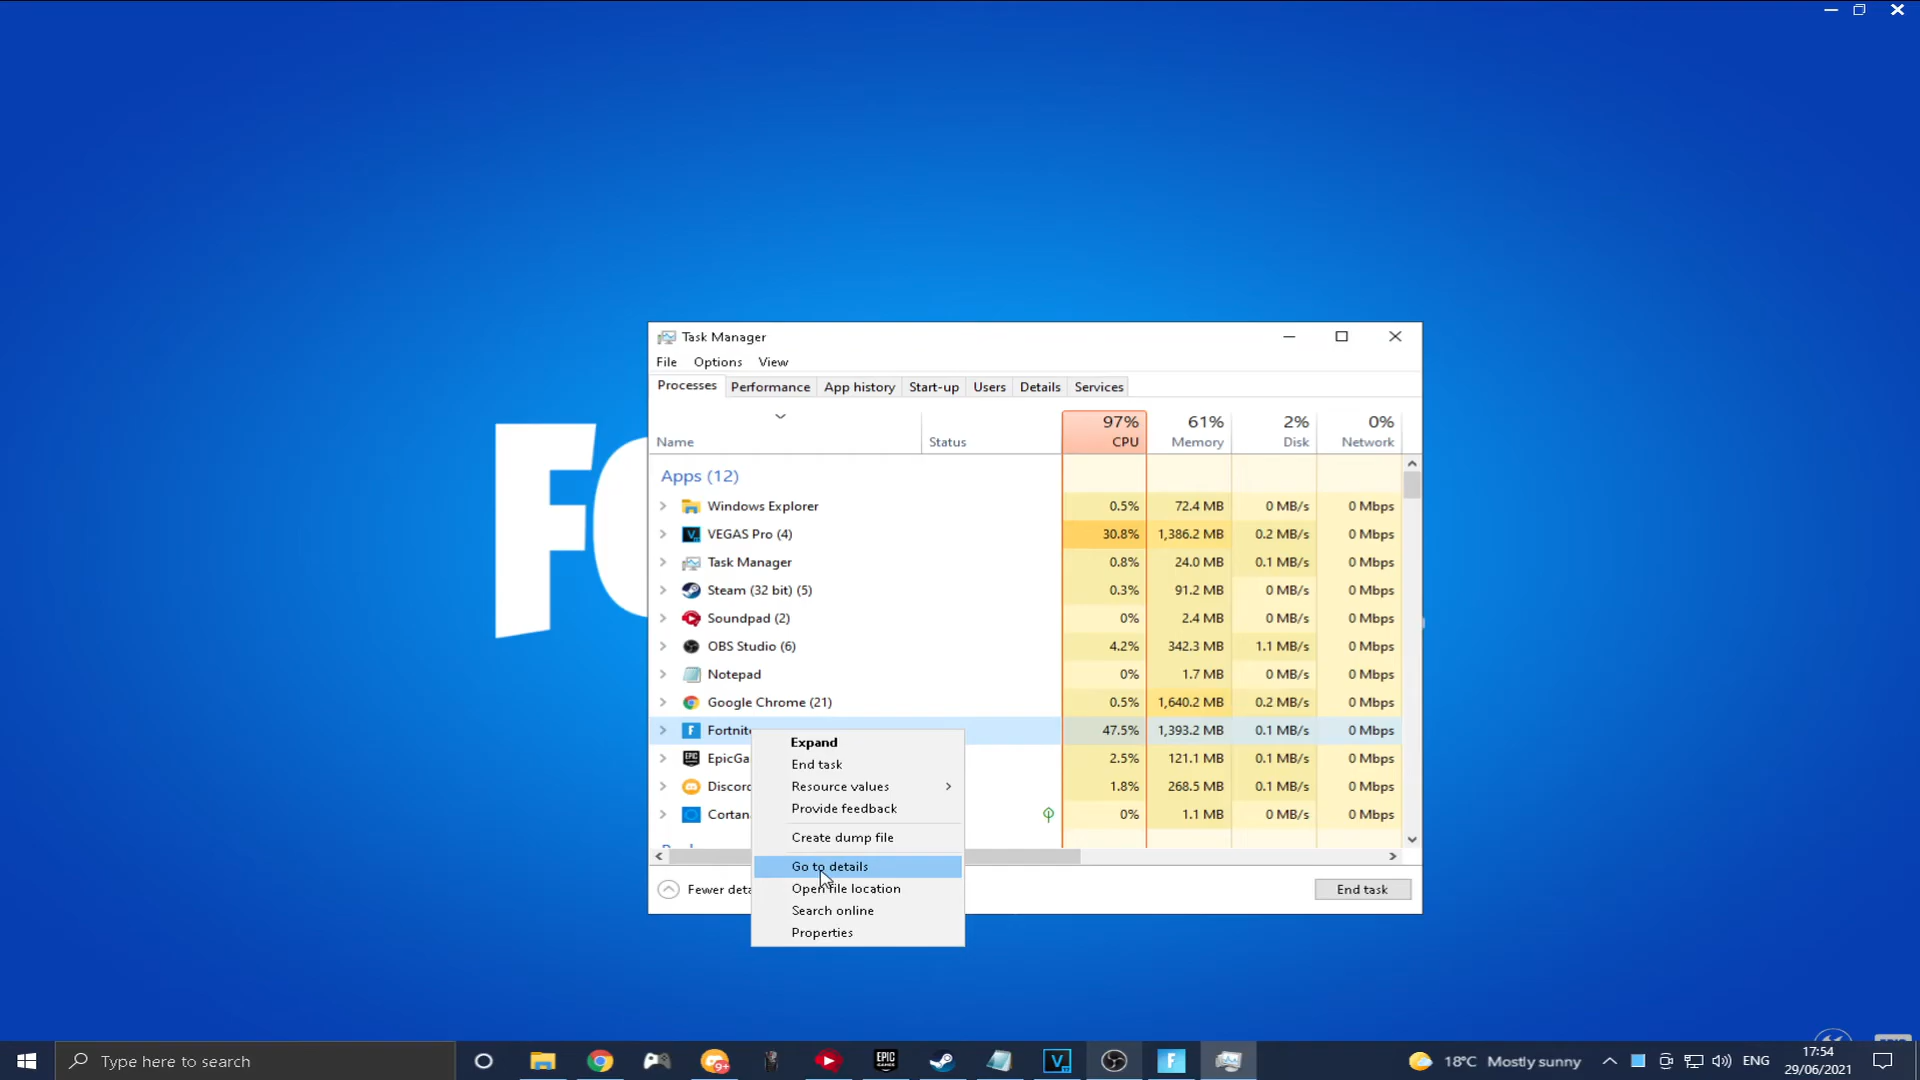 FO
Task Manager
File Options View
Processes Performance App history Start-up Users Details Services
97% 61% 2% 0%
Name Status CPU Memory Disk Network
Apps (12)
Windows Explorer 0.5% 72.4 MB 0 MB/s 0 Mbps
VEGAS Pro (4) 30.8% 1,386.2 MB 0.2 MB/s 0 Mbps
Task Manager 0.8% 24.0 MB 0.1 MB/s 0 Mbps
Steam (32 bit) (5) 0.3% 91.2 MB 0 MB/s 0 Mbps
Soundpad (2) 0% 2.4 MB 0 MB/s 0 Mbps
OBS Studio (6) 4.2% 342.3 MB 1.1 MB/s 0 Mbps
Notepad 0% 1.7 MB 0 MB/s 0 Mbps
Google Chrome (21) 0.5% 1,640.2 MB 0.2 MB/s 0 Mbps
Fortnite 47.5% 1,393.2 MB 0.1 MB/s 0 Mbps
EpicGa 2.5% 121.1 MB 0.1 MB/s 0 Mbps
Discord 1.8% 268.5 MB 0.1 MB/s 0 Mbps
Cortan 0% 1.1 MB 0 MB/s 0 Mbps
Expand
End task
Resource values
Provide feedback
Create dump file
Go to details
Open file location
Search online
Properties
Fewer deta
End task
Type here to search
9+
EPIC GAMES
18°C Mostly sunny
ENG
17:54
29/06/2021